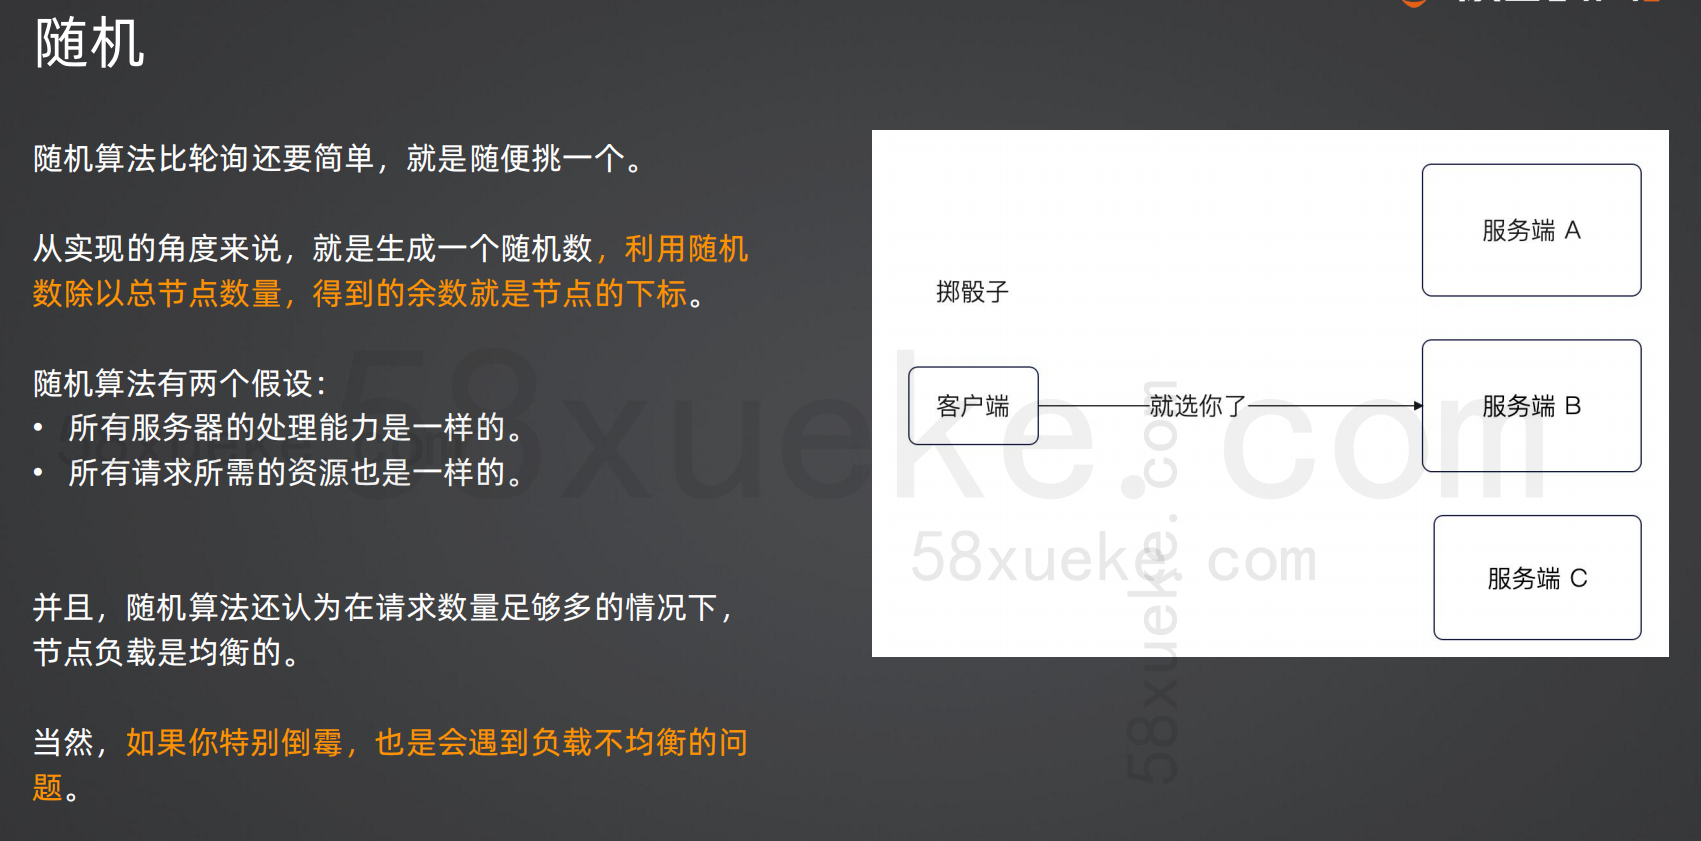 随机
随机算法比轮询还要简单，就是随便挑一个。
从实现的角度来说，就是生成一个随机数，利用随机
数除以总节点数量，得到的余数就是节点的下标。
随机算法有两个假设：
• 所有服务器的处理能力是一样的。
• 所有请求所需的资源也是一样的。
并且，随机算法还认为在请求数量足够多的情况下，
节点负载是均衡的。
当然，如果你特别倒霉，也是会遇到负载不均衡的问
题。
掷骰子
客户端
就选你了
服务端 A
服务端 B
服务端 C
58xueke.com
58xueke.com
58xueke.com
58xueke.com